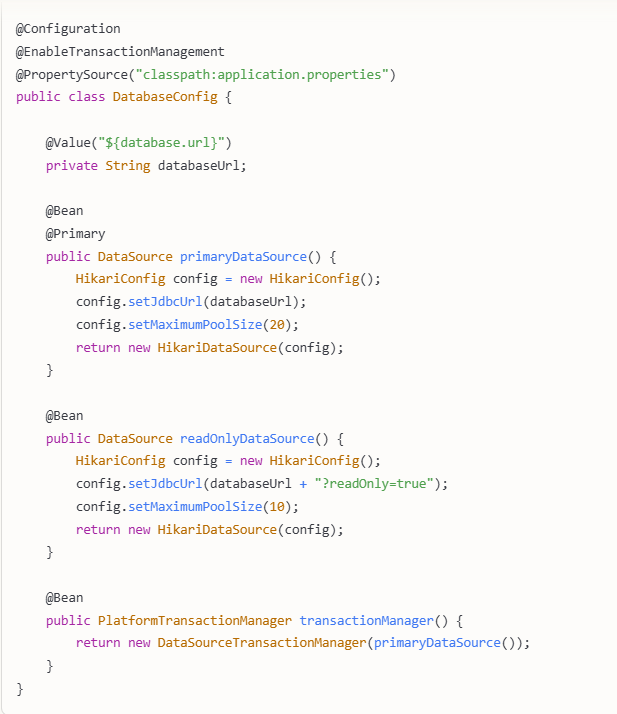 @Configuration
@EnableTransactionManagement
@PropertySource("classpath:application.properties")
public class DatabaseConfig {
@Value("${database.url}")
private String databaseUrl;
@Bean
@Primary
public DataSource primaryDataSource() {
HikariConfig config = new HikariConfig();
config.setJdbcUrl(databaseUrl);
config.setMaximumPoolSize(20);
return new HikariDataSource(config);
}
@Bean
public DataSource readOnlyDataSource() {
HikariConfig config = new HikariConfig();
config.setJdbcUrl(databaseUrl + "?readOnly=true");
config.setMaximumPoolSize(10);
return new HikariDataSource(config);
}
@Bean
public PlatformTransactionManager transactionManager() {
return new DataSourceTransactionManager(primaryDataSource());
}
}